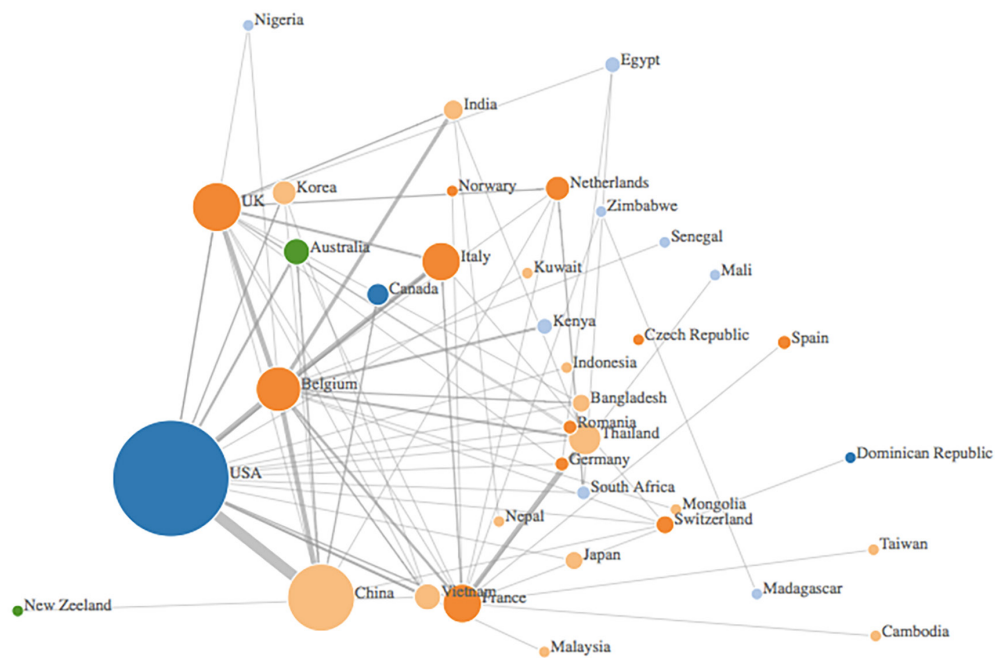 Nigeria
Egypt
India
Norwary
Netherlands
Korea
UK
Zimbabwe
Senegal
Australia
Italy
Kuwait
Mali
Canada
Kenya
Czech Republic
Spain
Indonesia
Belgium
Bangladesh
Romania
Thailand
Germany
Dominican Republic
USA
South Africa
Mongolia
Nepal
Switzerland
Japan
Taiwan
China
Vietnam
France
Madagascar
New Zeeland
Cambodia
Malaysia